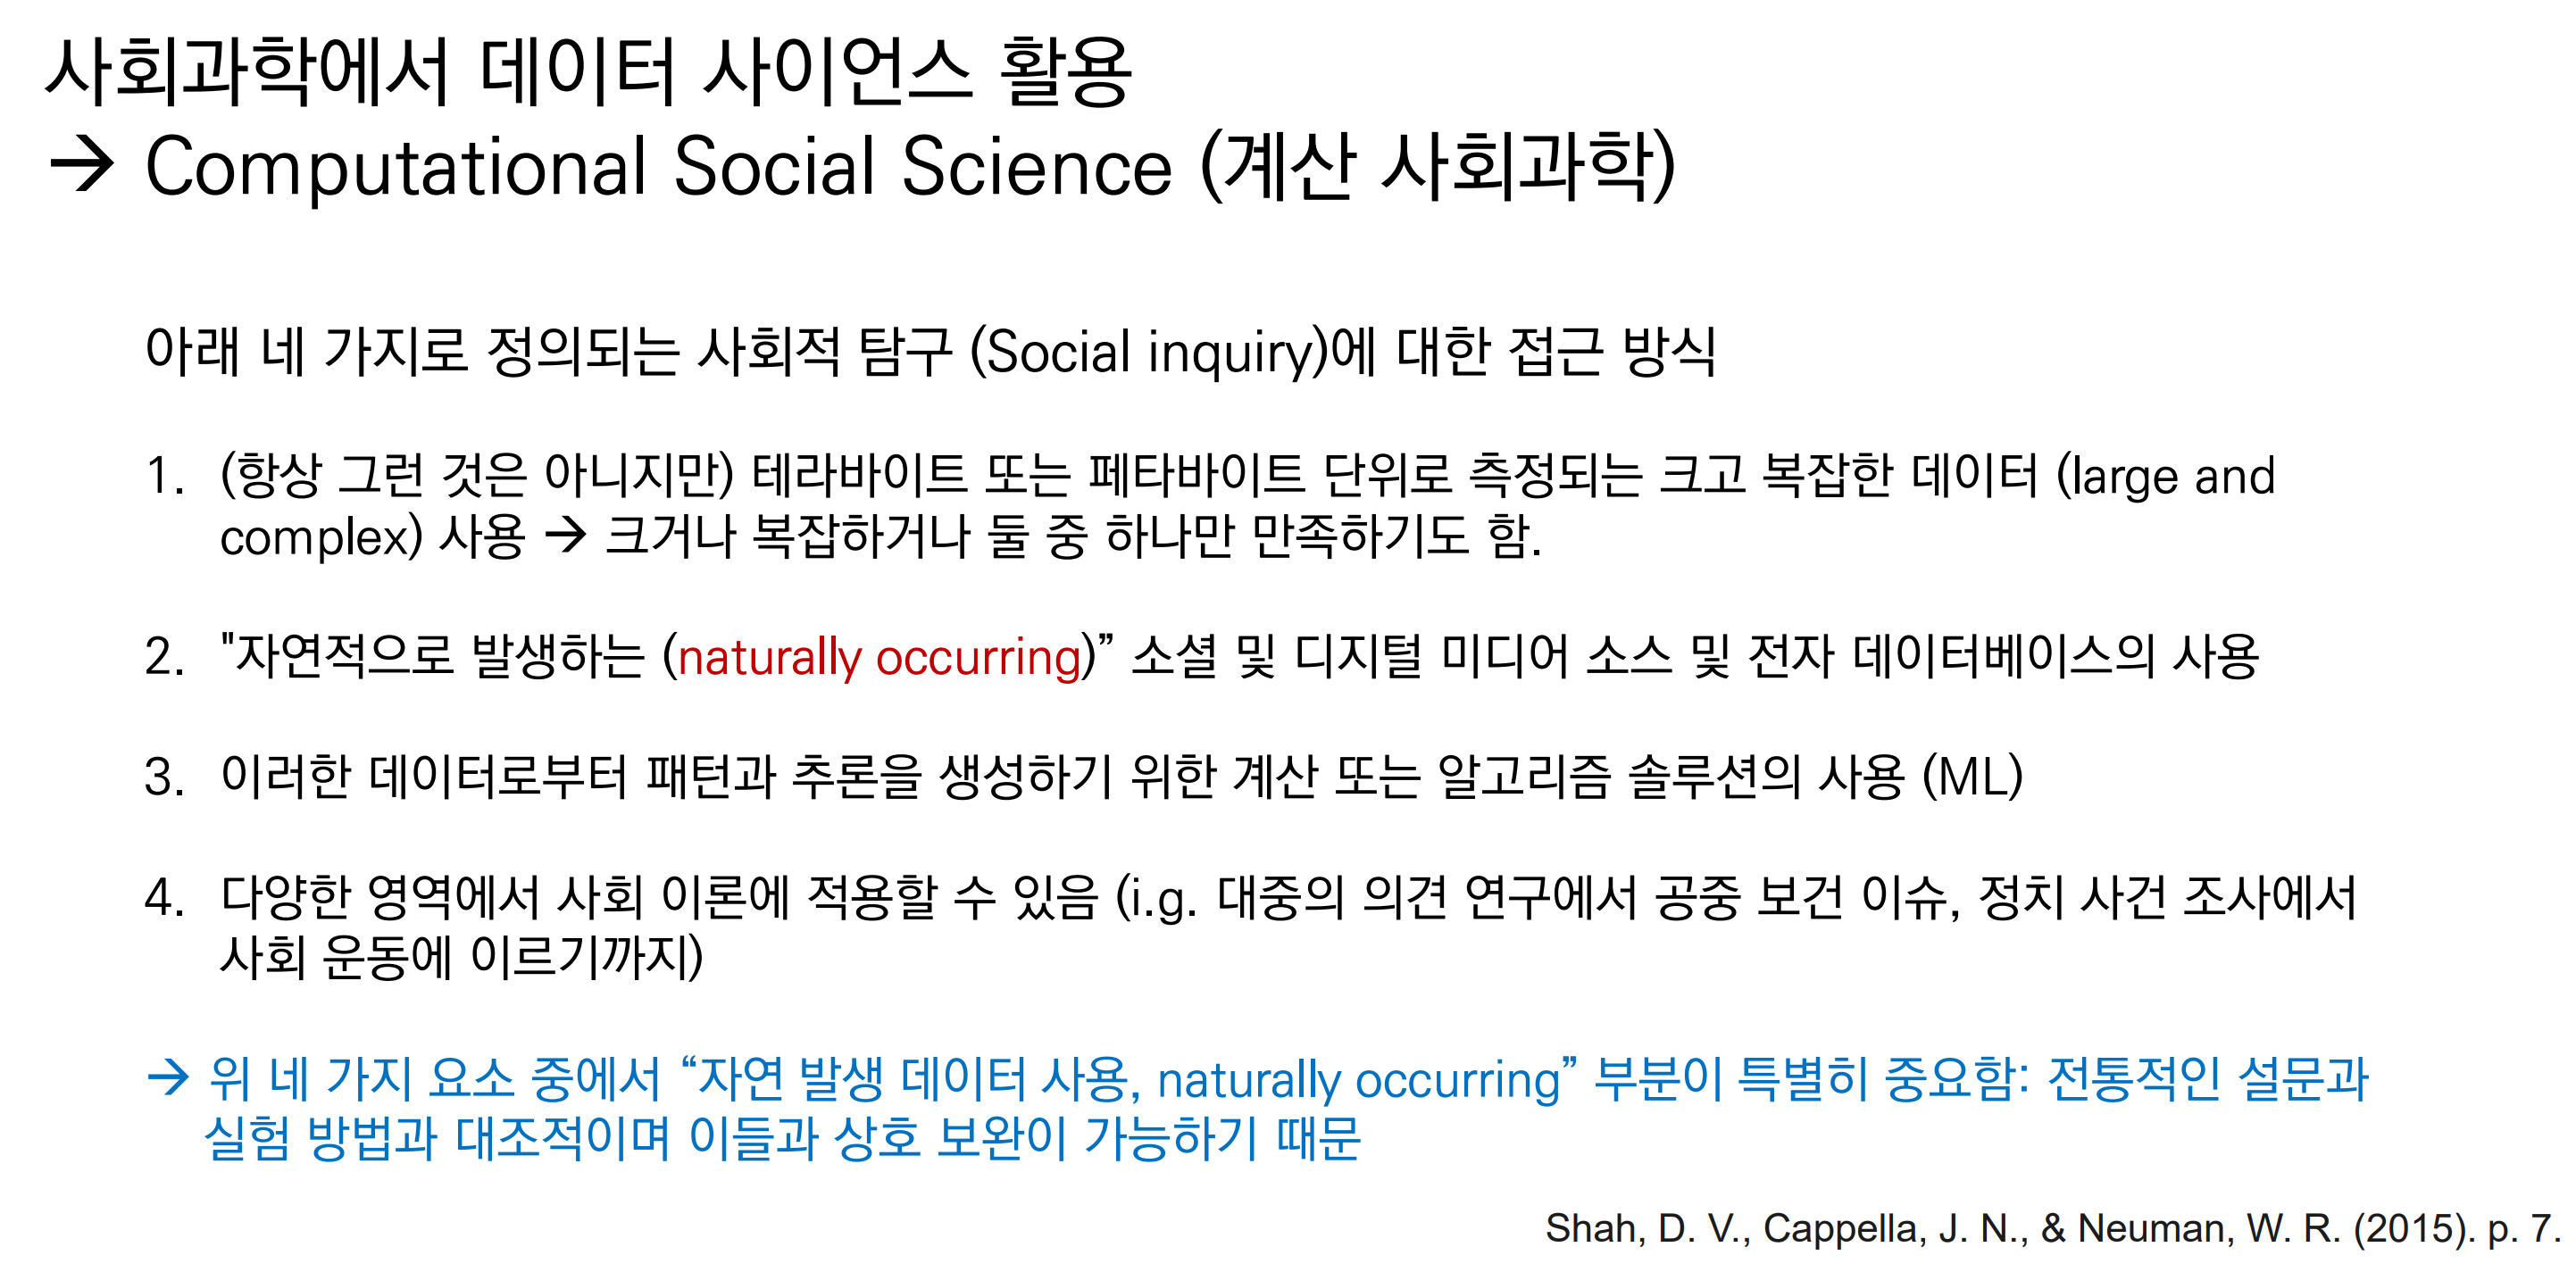 사회과학에서 데이터 사이언스 활용
→ Computational Social Science (계산 사회과학)
아래 네 가지로 정의되는 사회적 탐구 (Social inquiry)에 대한 접근 방식
1. (항상 그런 것은 아니지만) 테라바이트 또는 페타바이트 단위로 측정되는 크고 복잡한 데이터 (large and
complex) 사용 → 크거나 복잡하거나 둘 중 하나만 만족하기도 함.
2. "자연적으로 발생하는 (naturally occurring)” 소셜 및 디지털 미디어 소스 및 전자 데이터베이스의 사용
3. 이러한 데이터로부터 패턴과 추론을 생성하기 위한 계산 또는 알고리즘 솔루션의 사용 (ML)
4. 다양한 영역에서 사회 이론에 적용할 수 있음 (i.g. 대중의 의견 연구에서 공중 보건 이슈, 정치 사건 조사에서
사회 운동에 이르기까지)
→ 위 네 가지 요소 중에서 “자연 발생 데이터 사용, naturally occurring” 부분이 특별히 중요함: 전통적인 설문과
실험 방법과 대조적이며 이들과 상호 보완이 가능하기 때문
Shah, D. V., Cappella, J. N., & Neuman, W. R. (2015). p. 7.